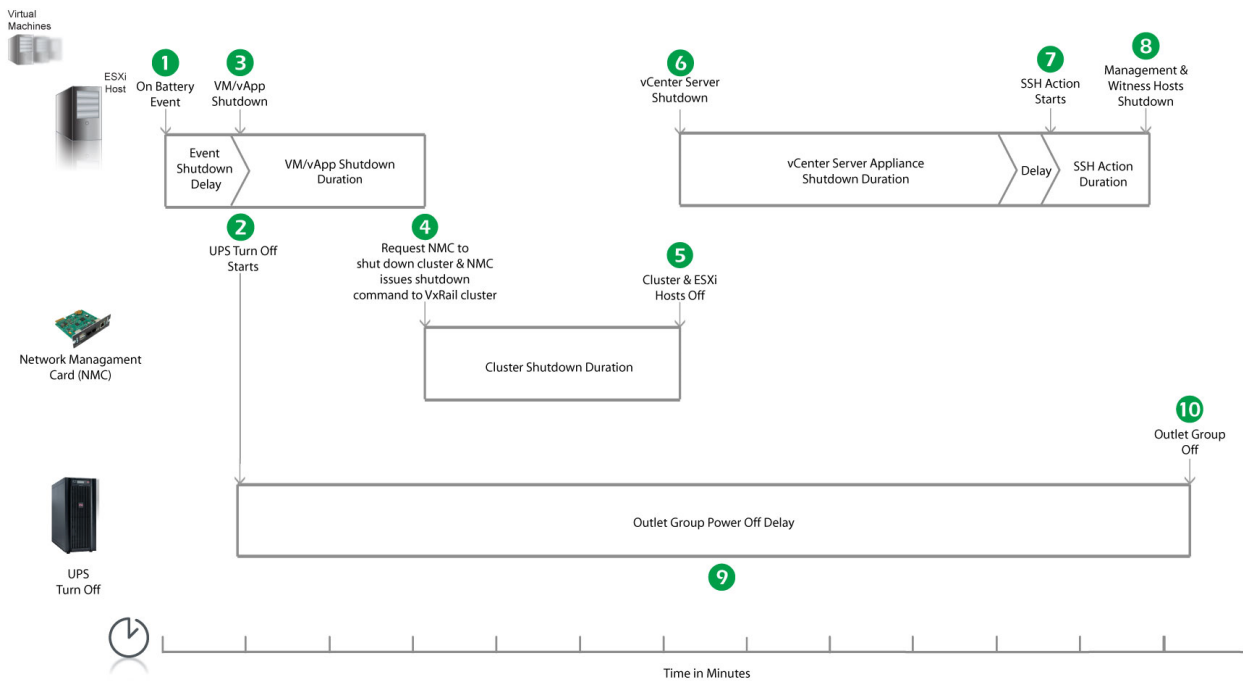 Virtual
Machines
ESXi
Host
1
On Battery
Event
3
VM/vApp
Shutdown
6
vCenter Server
Shutdown
7
SSH Action
Starts
8
Management &
Witness Hosts
Shutdown
Event
Shutdown
Delay
VM/vApp Shutdown
Duration
vCenter Server Appliance
Shutdown Duration
Delay
SSH Action
Duration
2
UPS Turn Off
Starts
4
Request NMC to
shut down cluster & NMC
issues shutdown
command to VxRail cluster
5
Cluster & ESXi
Hosts Off
Network Managament
Card (NMC)
Cluster Shutdown Duration
10
Outlet Group
Off
Outlet Group Power Off Delay
9
UPS
Turn Off
Time in Minutes